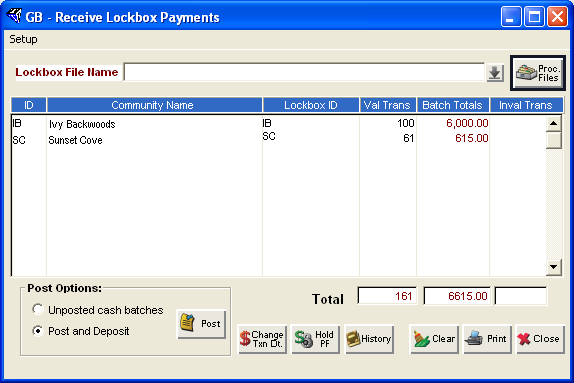 GB - Receive Lockbox Payments
Setup
Lockbox File Name
Proc. Files
ID Community Name Lockbox ID Val Trans Batch Totals Inval Trans
IB Ivy Backwoods IB 100 6,000.00
SC Sunset Cove SC 61 615.00
Post Options:
Unposted cash batches
Post and Deposit
Post
Total 161 6615.00
Change Txn Dt.
Hold PF
History
Clear
Print
Close